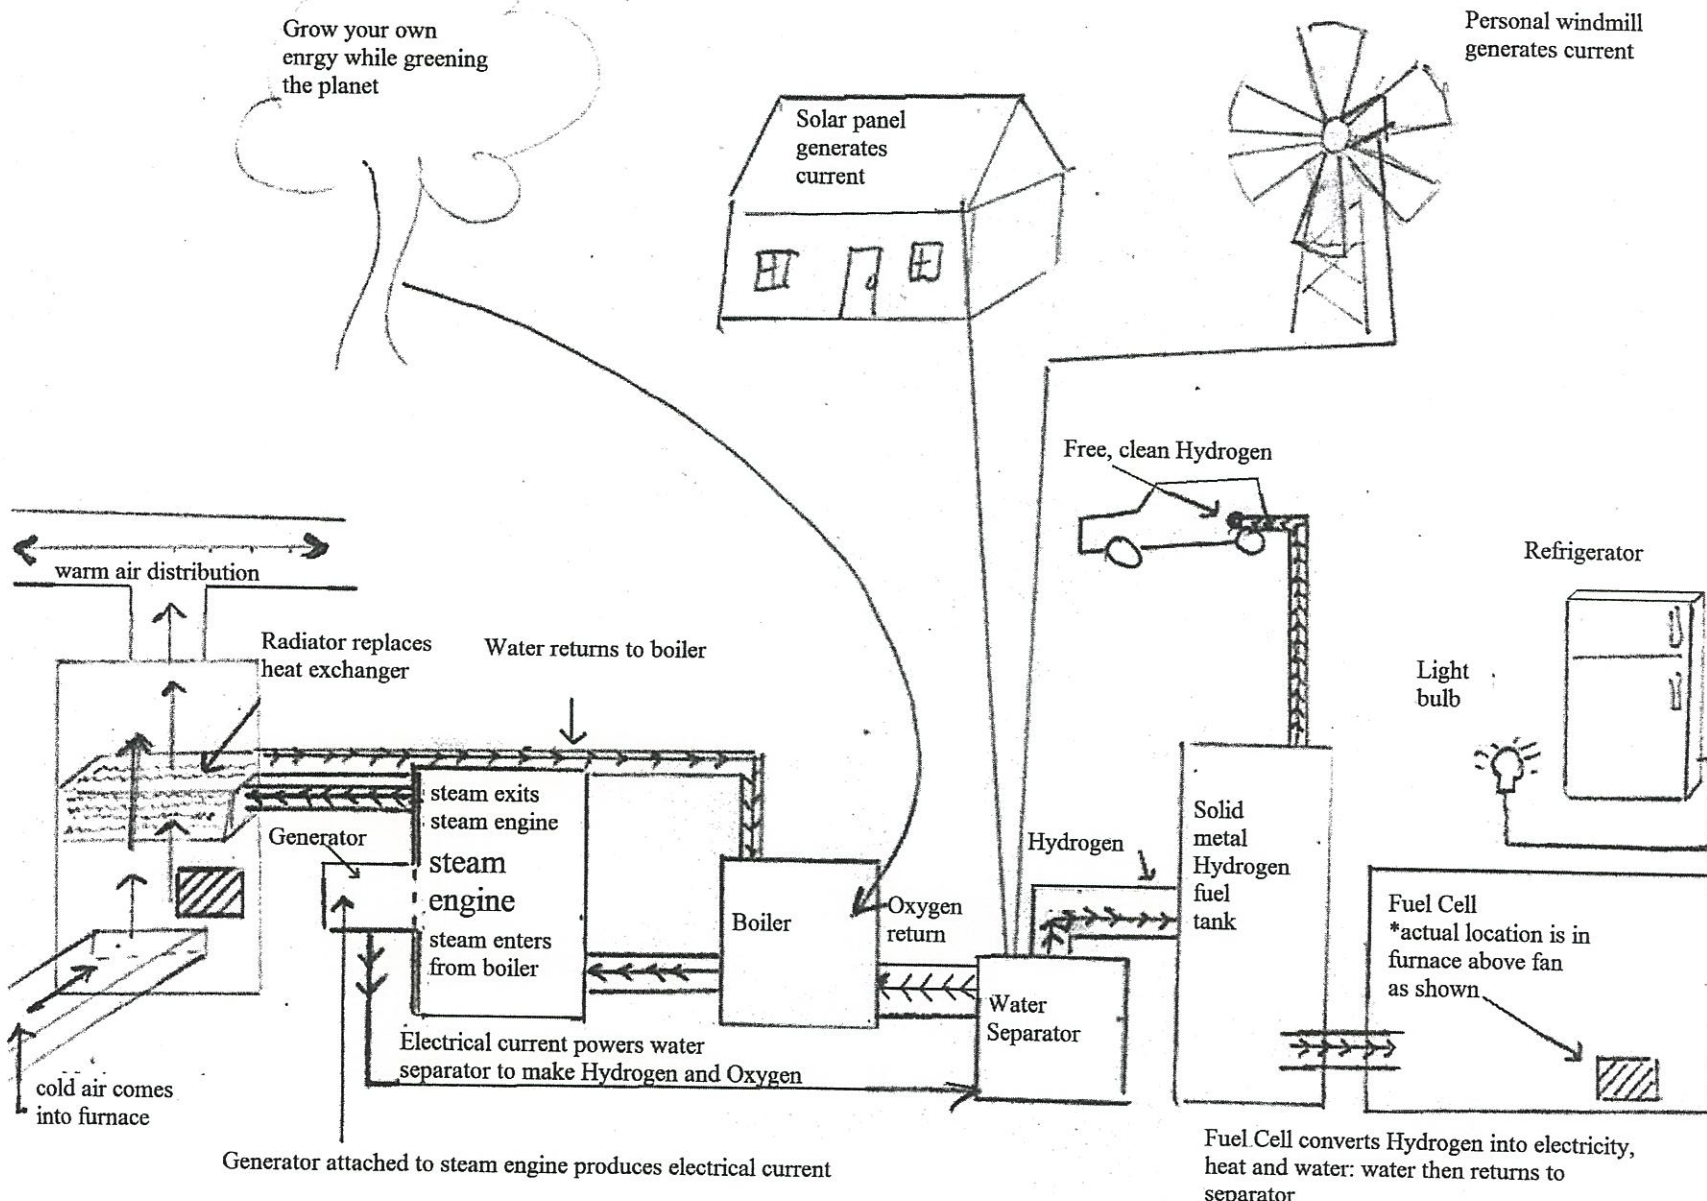 Grow your own
enrgy while greening
the planet
Personal windmill
generates current
Solar panel
generates
current
Free, clean Hydrogen
Refrigerator
warm air distribution
Radiator replaces
heat exchanger
Water returns to boiler
Light
bulb
steam exits
steam engine
Generator
steam
engine
steam enters
from boiler
Boiler
Oxygen
return
Hydrogen
Solid
metal
Hydrogen
fuel
tank
Fuel Cell
*actual location is in
furnace above fan
as shown
Water
Separator
Electrical current powers water
separator to make Hydrogen and Oxygen
cold air comes
into furnace
Generator attached to steam engine produces electrical current
Fuel Cell converts Hydrogen into electricity,
heat and water: water then returns to
separator